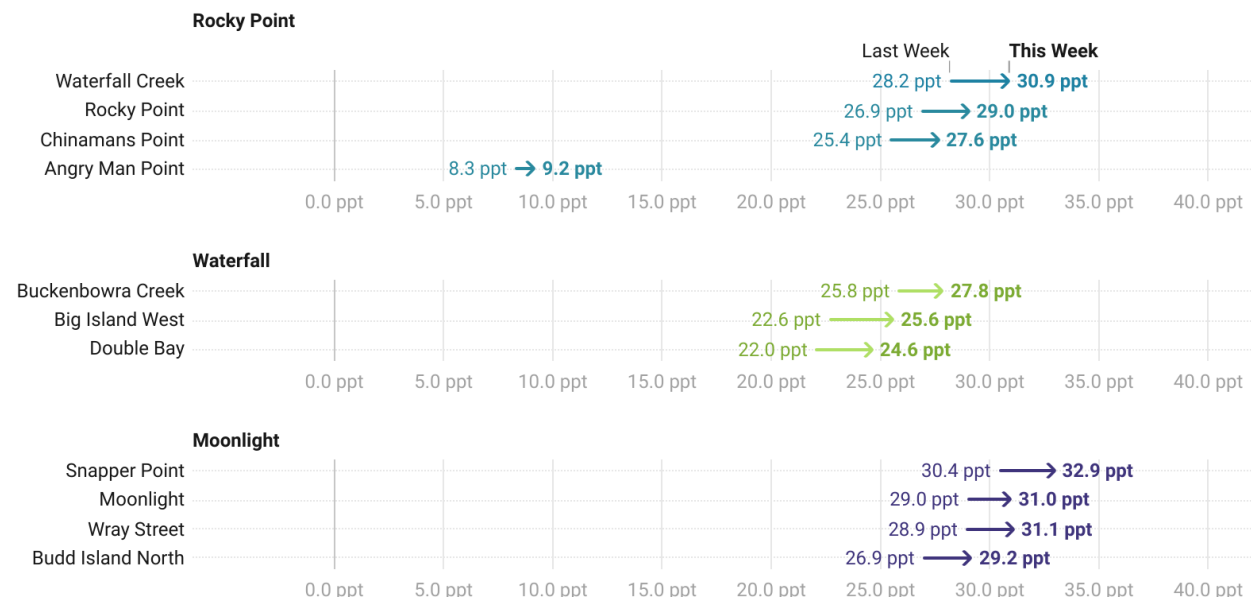 Rocky Point
Last Week This Week
Waterfall Creek 28.2 ppt 30.9 ppt
Rocky Point 26.9 ppt 29.0 ppt
Chinamans Point 25.4 ppt 27.6 ppt
Angry Man Point 8.3 ppt 9.2 ppt
0.0 ppt 5.0 ppt 10.0 ppt 15.0 ppt 20.0 ppt 25.0 ppt 30.0 ppt 35.0 ppt 40.0 ppt
Waterfall
Buckenbowra Creek 25.8 ppt 27.8 ppt
Big Island West 22.6 ppt 25.6 ppt
Double Bay 22.0 ppt 24.6 ppt
0.0 ppt 5.0 ppt 10.0 ppt 15.0 ppt 20.0 ppt 25.0 ppt 30.0 ppt 35.0 ppt 40.0 ppt
Moonlight
Snapper Point 30.4 ppt 32.9 ppt
Moonlight 29.0 ppt 31.0 ppt
Wray Street 28.9 ppt 31.1 ppt
Budd Island North 26.9 ppt 29.2 ppt
0.0 ppt 5.0 ppt 10.0 ppt 15.0 ppt 20.0 ppt 25.0 ppt 30.0 ppt 35.0 ppt 40.0 ppt